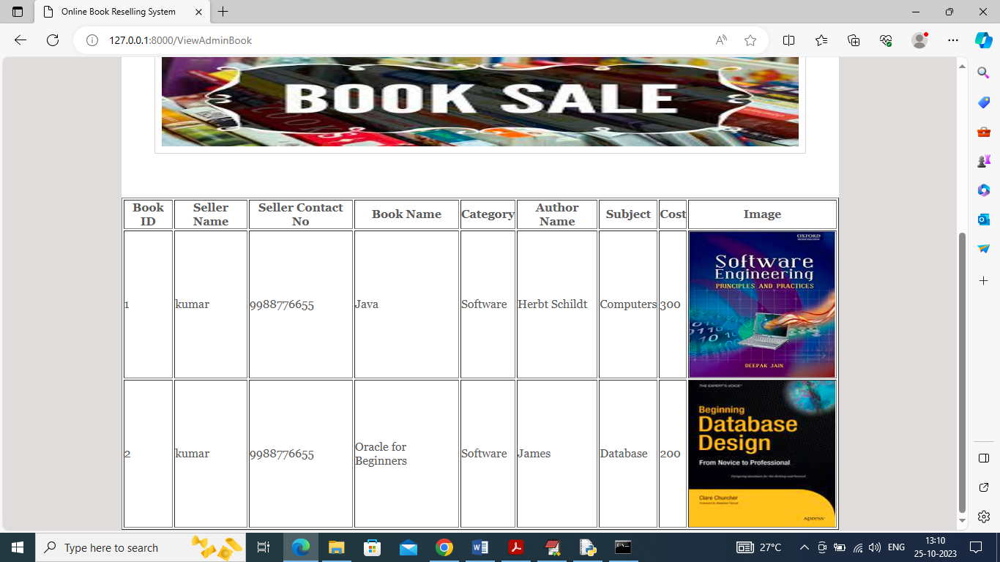 Online Book Reselling System
127.0.0.1:8000/ViewAdminBook
BOOK SALE
Book ID
Seller Name
Seller Contact No
Book Name
Category
Author Name
Subject
Cost
Image
1
kumar
9988776655
Java
Software
Herbt Schildt
Computers
300
OXFORD
Software
Engineering
PRINCIPLES AND PRACTICES
DEEPAK JAIN
2
kumar
9988776655
Oracle for
Beginners
Software
James
Database
200
THE EXPERT'S VOICE
Beginning
Database
Design
From Novice to Professional
Clare Churcher
Apress
Type here to search
27°C
ENG
13:10
25-10-2023